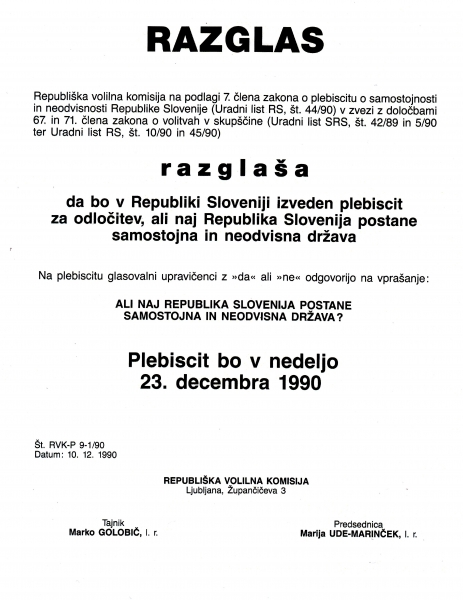 RAZGLAS
Republiška volilna komisija na podlagi 7. člena zakona o plebiscitu o samostojnosti
in neodvisnosti Republike Slovenije (Uradni list RS, št. 44/90) v zvezi z določbami
67. in 71. člena zakona o volitvah v skupščine (Uradni list SRS, št. 42/89 in 5/90
ter Uradni list RS, št. 10/90 in 45/90)
razglaša
da bo v Republiki Sloveniji izveden plebiscit
za odločitev, ali naj Republika Slovenija postane
samostojna in neodvisna država
Na plebiscitu glasovalni upravičenci z »da« ali »ne« odgovorijo na vprašanje:
ALI NAJ REPUBLIKA SLOVENIJA POSTANE
SAMOSTOJNA IN NEODVISNA DRŽAVA?
Plebiscit bo v nedeljo
23. decembra 1990
Št. RVK-P 9-1/90
Datum: 10. 12. 1990
REPUBLIŠKA VOLILNA KOMISIJA
Ljubljana, Župančičeva 3
Tajnik
Marko GOLOBIČ, l. r.
Predsednica
Marija UDE-MARINČEK, l. r.